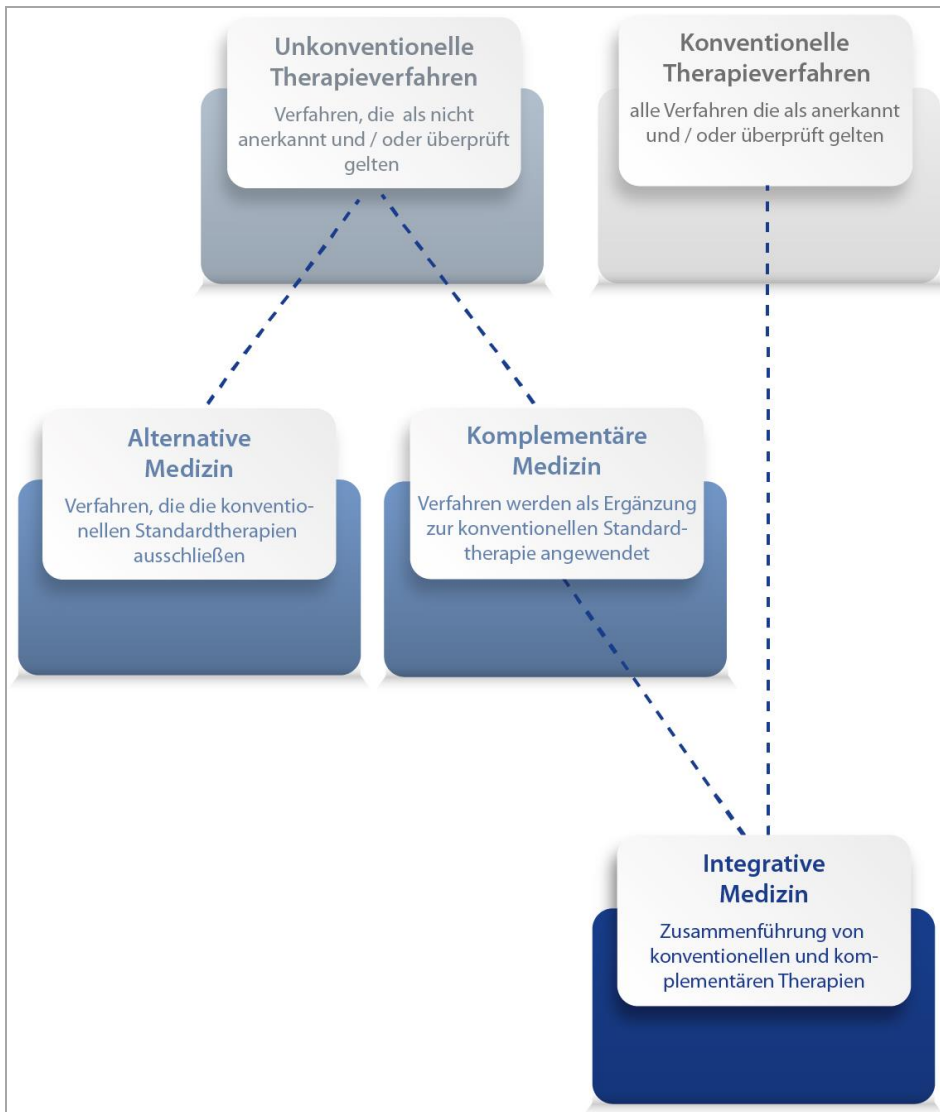 Unkonventionelle
Therapieverfahren
Verfahren, die als nicht
anerkannt und / oder überprüft
gelten
Konventionelle
Therapieverfahren
alle Verfahren die als anerkannt
und / oder überprüft gelten
Alternative
Medizin
Verfahren, die die konventio-
nellen Standardtherapien
ausschließen
Komplementäre
Medizin
Verfahren werden als Ergänzung
zur konventionellen Standard-
therapie angewendet
Integrative
Medizin
Zusammenführung von
konventionellen und kom-
plementären Therapien